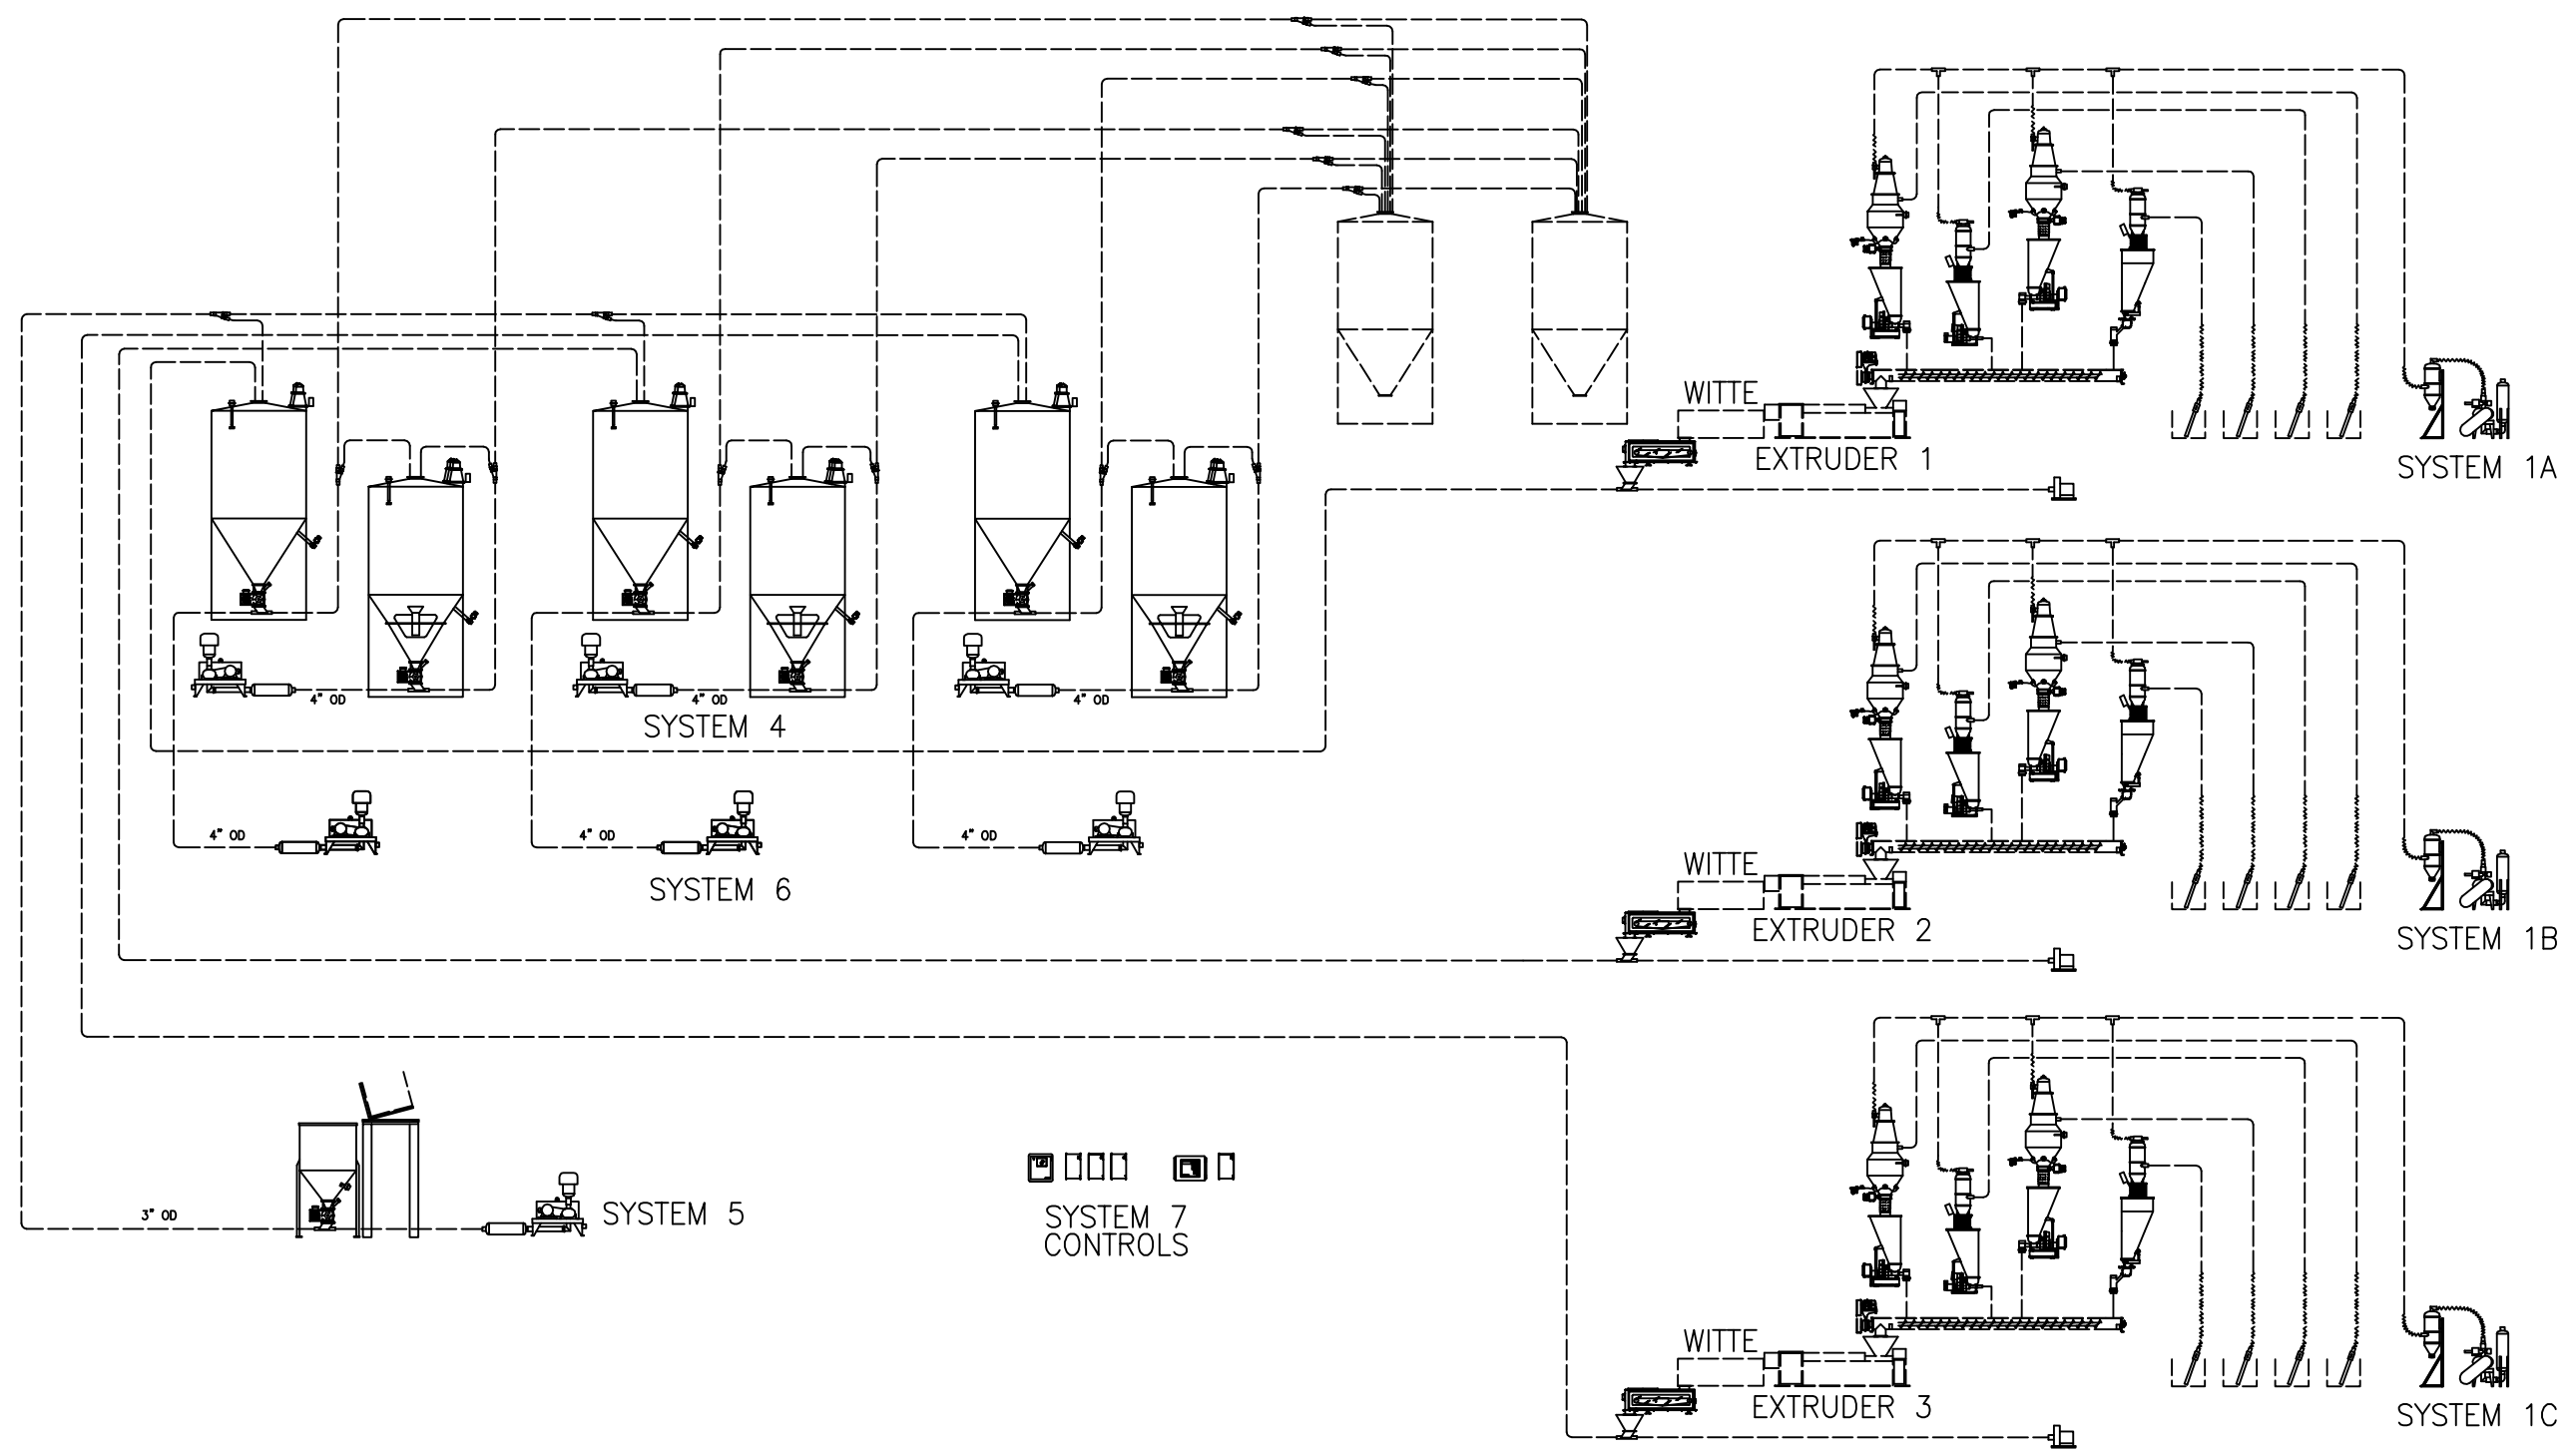 WITTE
EXTRUDER 1
SYSTEM 1A
4" OD
4" OD
4" OD
SYSTEM 4
4" OD
4" OD
4" OD
SYSTEM 6
WITTE
EXTRUDER 2
SYSTEM 1B
3" OD
SYSTEM 5
SYSTEM 7
CONTROLS
WITTE
EXTRUDER 3
SYSTEM 1C